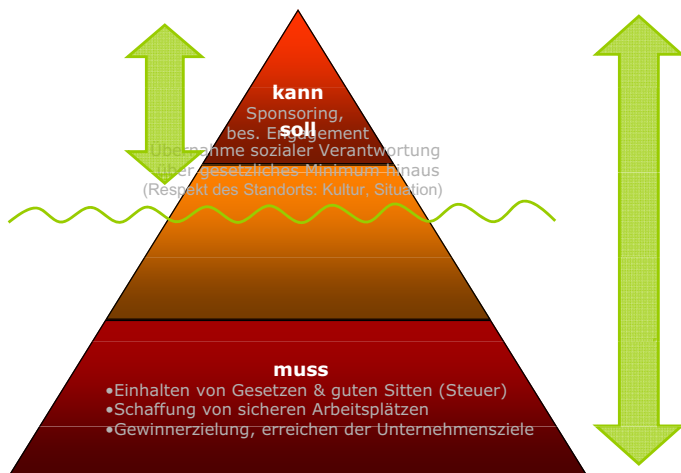 kann
Sponsoring,
bes. Engagement
soll
Übernahme sozialer Verantwortung
über gesetzliches Minimum hinaus
(Respekt des Standorts: Kultur, Situation)
muss
•Einhalten von Gesetzen & guten Sitten (Steuer)
•Schaffung von sicheren Arbeitsplätzen
•Gewinnerzielung, erreichen der Unternehmensziele